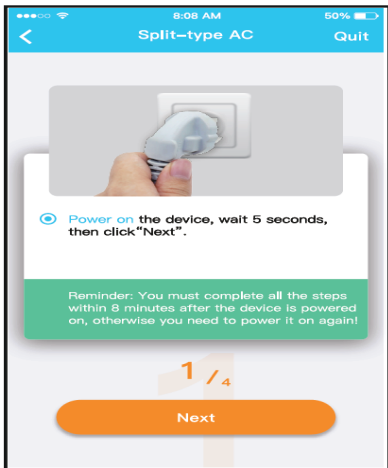 8:08 AM
50%
Split-type AC
Quit
Power on the device, wait 5 seconds,
then click“Next”.
Reminder: You must complete all the steps
within 8 minutes after the device is powered
on, otherwise you need to power it on again!
1/4
Next